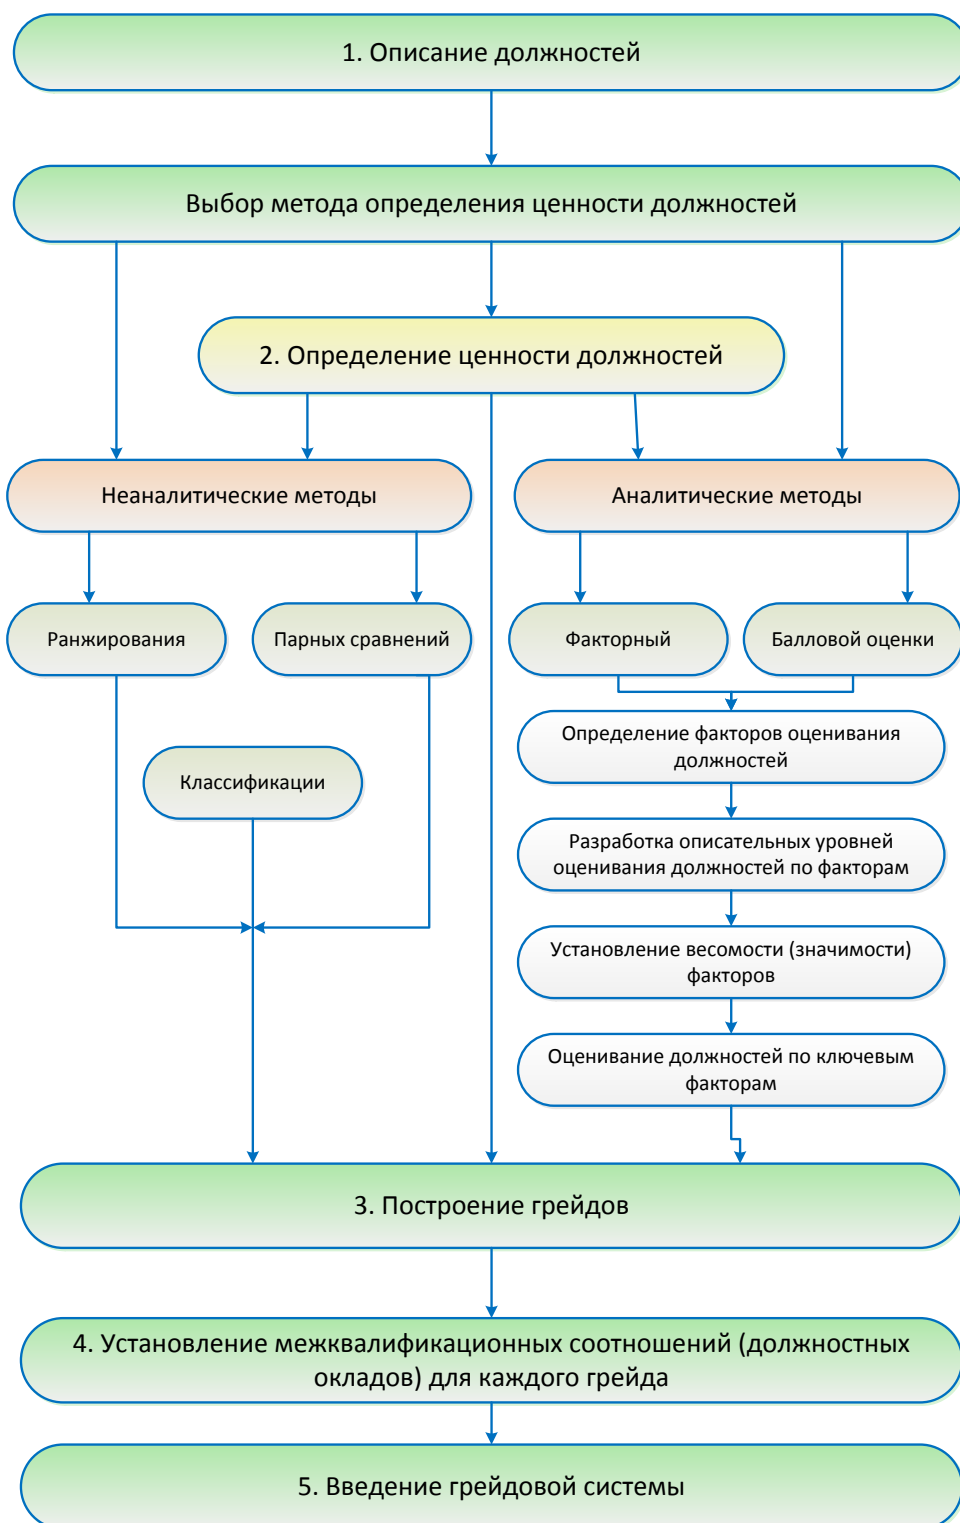 1. Описание должностей
Выбор метода определения ценности должностей
2. Определение ценности должностей
Неаналитические методы
Аналитические методы
Ранжирования
Парных сравнений
Факторный
Балловой оценки
Классификации
Определение факторов оценивания
должностей
Разработка описательных уровней
оценивания должностей по факторам
Установление весомости (значимости)
факторов
Оценивание должностей по ключевым
факторам
3. Построение грейдов
4. Установление межквалификационных соотношений (должностных
окладов) для каждого грейда
5. Введение грейдовой системы